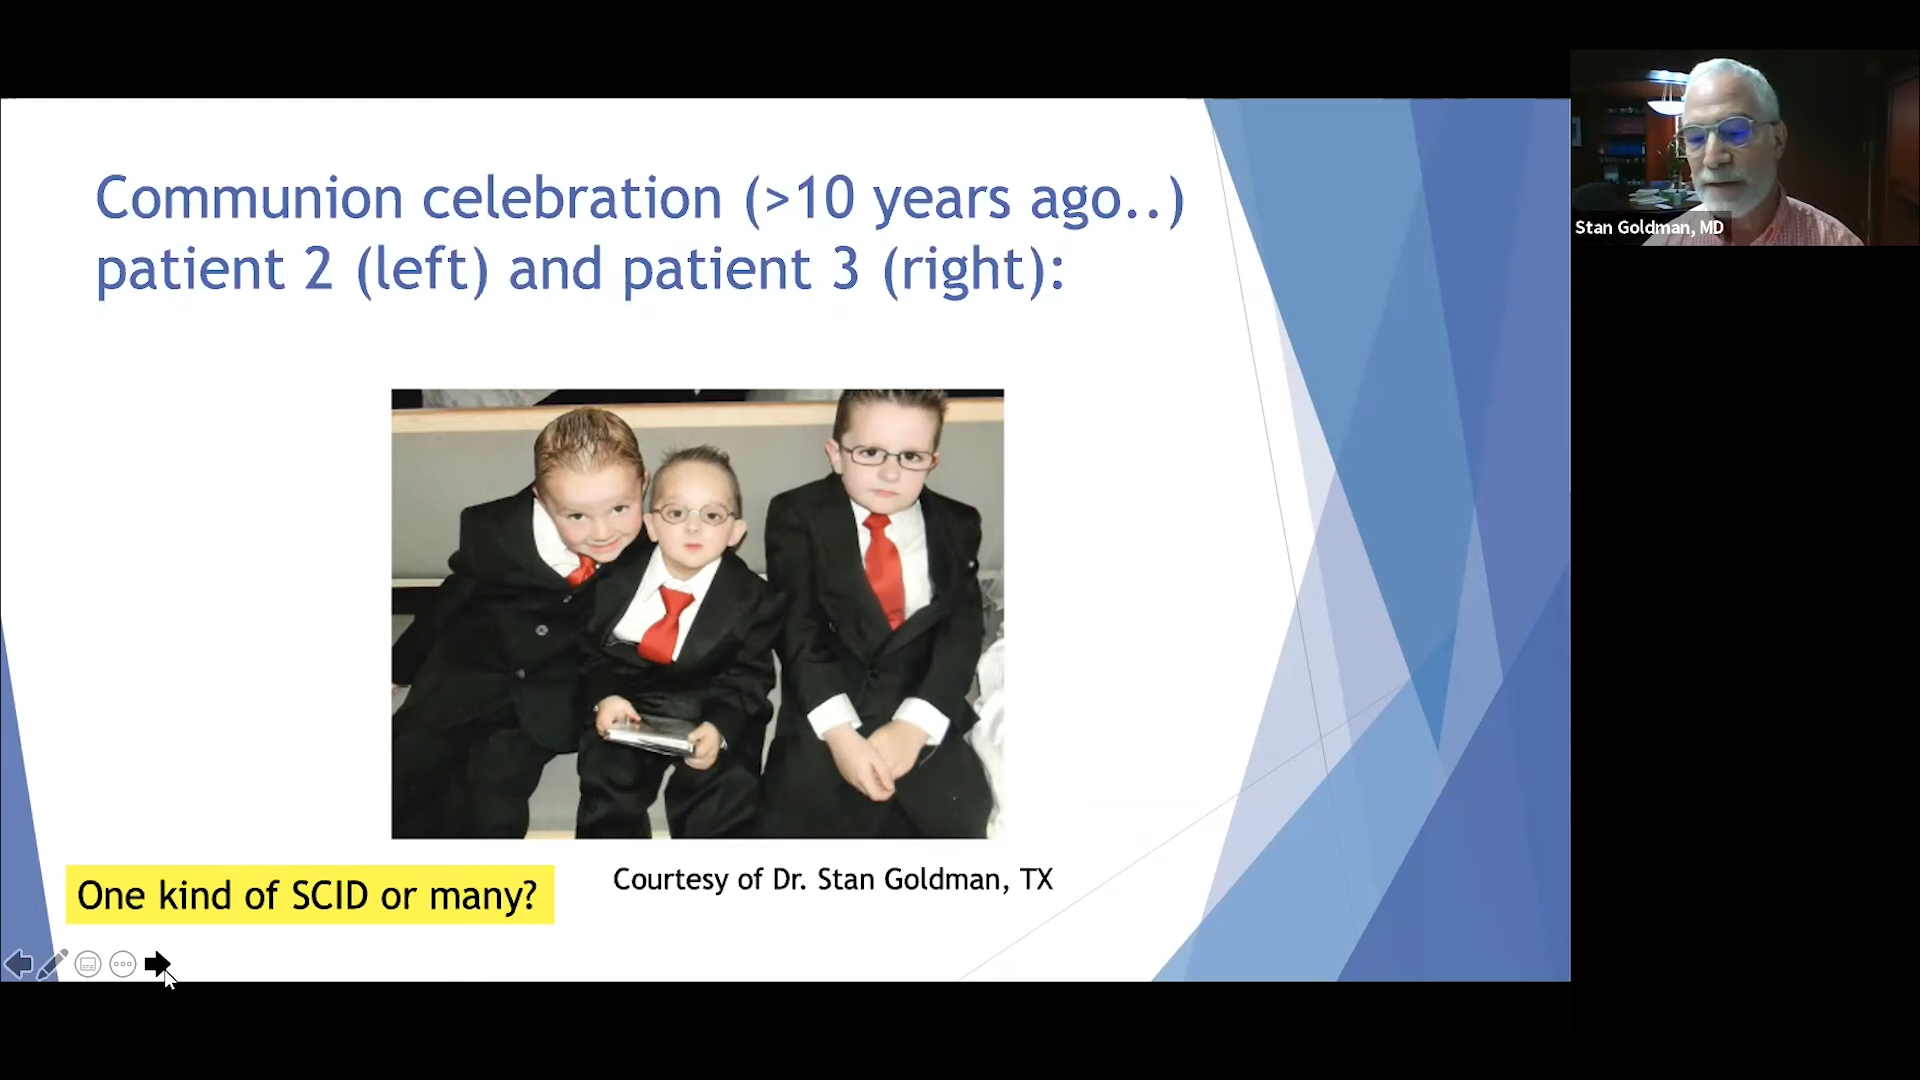 Communion celebration (>10 years ago..)
patient 2 (left) and patient 3 (right):
Stan Goldman, MD
Courtesy of Dr. Stan Goldman, TX
One kind of SCID or many?